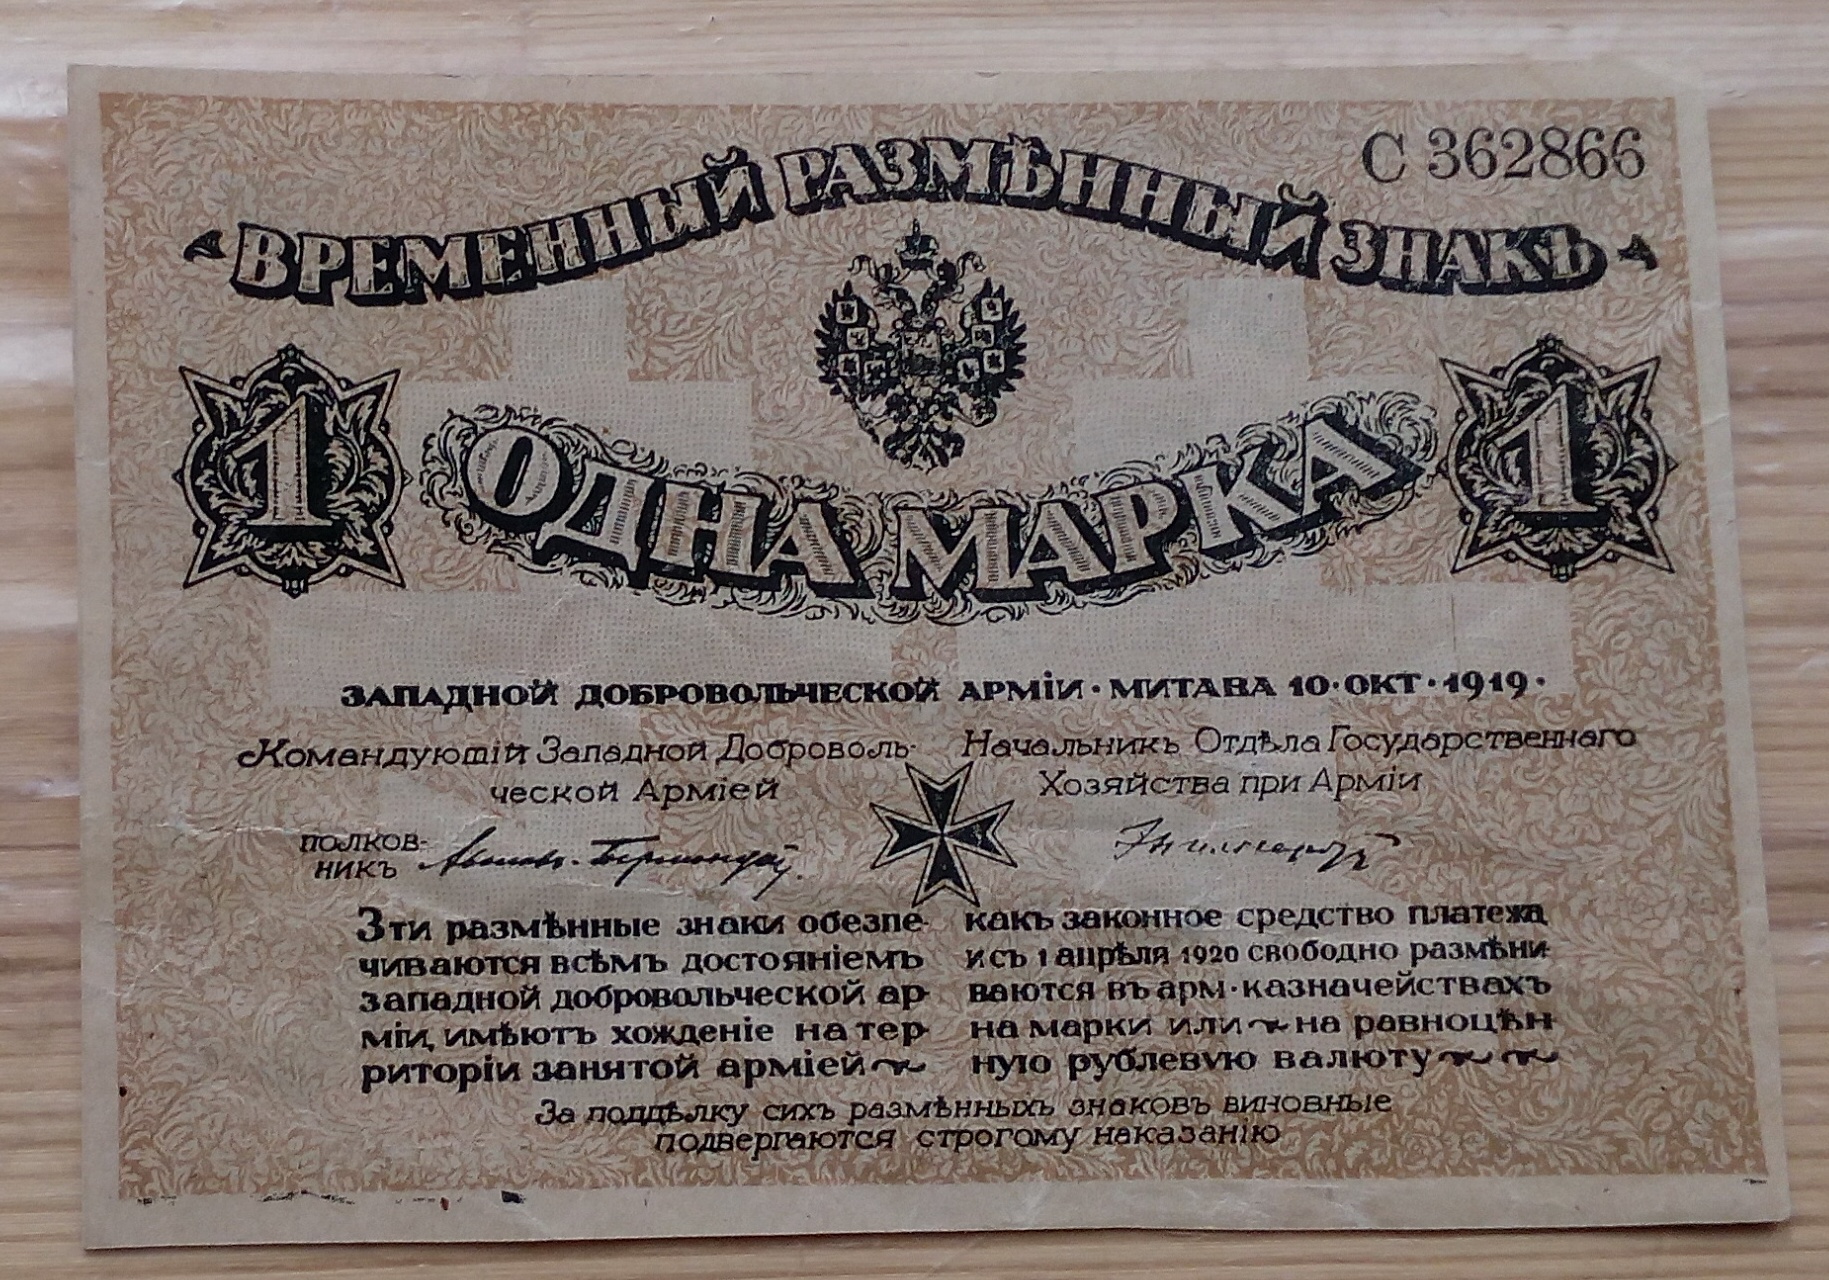 С 362866
ВРЕМЕННЫЙ РАЗМѢННЫЙ ЗНАКЪ
1 ОДНА МАРКА 1
ЗАПАДНОЙ ДОБРОВОЛЬЧЕСКОЙ АРМІИ · МИТАВА 10 · ОКТ · 1919 ·
Командующій Западной Доброволь-
ческой Арміей
Начальникъ Отдѣла Государственнаго
Хозяйства при Арміи
полков-
никъ
Эти размѣнные знаки обезпе-
чиваются всѣмъ достояніемъ
западной добровольческой ар-
міи, имѣютъ хожденіе на тер-
риторіи занятой арміей
какъ законное средство платежа
и съ 1 апрѣля 1920 свободно размѣни-
ваются въ арм · казначействахъ
на марки или на равноцѣн-
ную рублевую валюту
За поддѣлку сихъ размѣнныхъ знаковъ виновные
подвергаются строгому наказанію